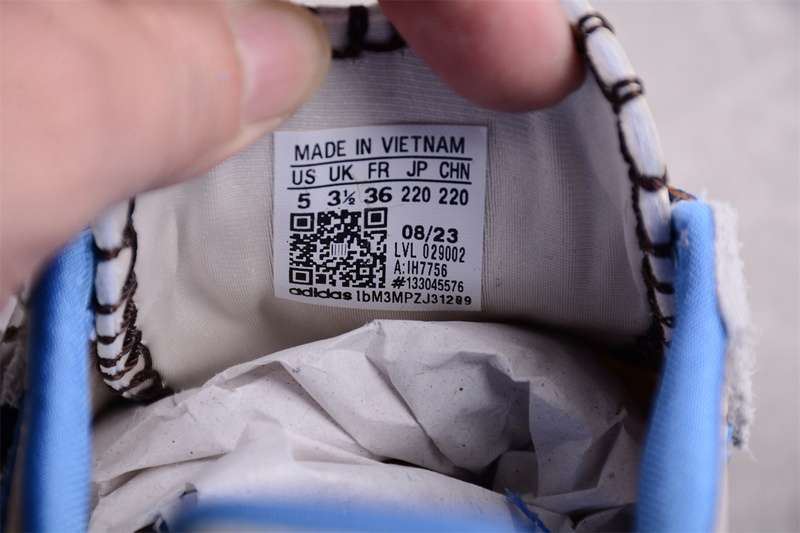 MADE IN VIETNAM
US UK FR JP CHN
5 3½ 36 220 220
08/23
LVL 029002
A:IH7756
#133045576
adidas lbM3MPZJ31209